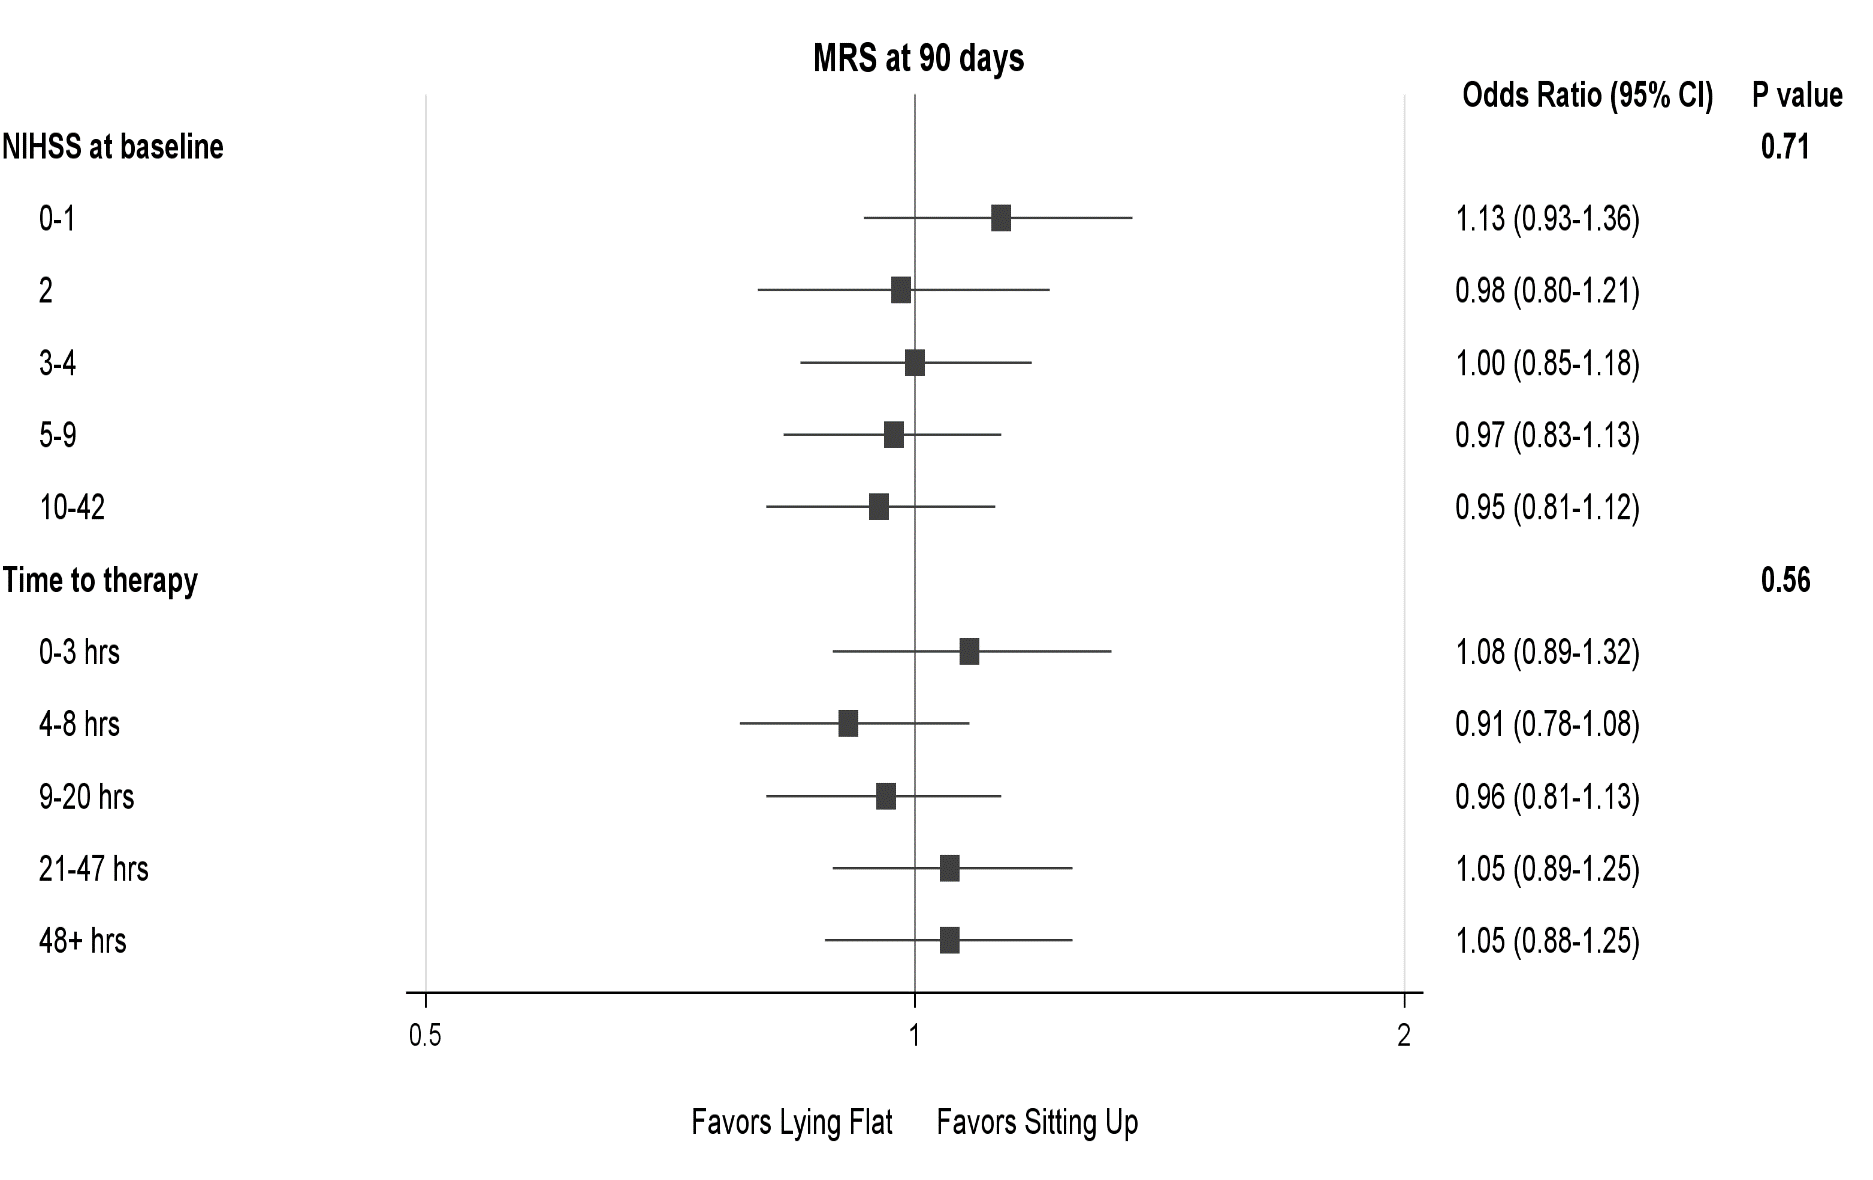 MRS at 90 days
Odds Ratio (95% CI) P value
NIHSS at baseline 0.71
0-1 1.13 (0.93-1.36)
2 0.98 (0.80-1.21)
3-4 1.00 (0.85-1.18)
5-9 0.97 (0.83-1.13)
10-42 0.95 (0.81-1.12)
Time to therapy 0.56
0-3 hrs 1.08 (0.89-1.32)
4-8 hrs 0.91 (0.78-1.08)
9-20 hrs 0.96 (0.81-1.13)
21-47 hrs 1.05 (0.89-1.25)
48+ hrs 1.05 (0.88-1.25)
0.5 1 2
Favors Lying Flat Favors Sitting Up